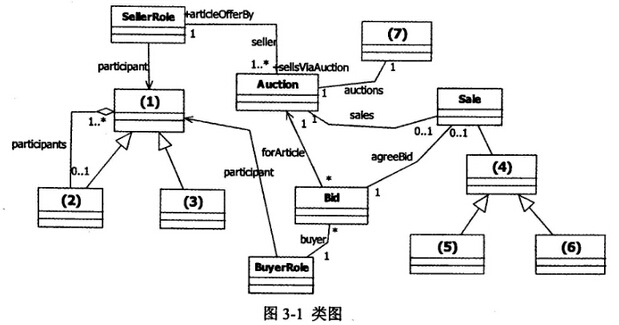 SellerRole
+articleOfferBy
1
seller
participant
1..*
+sellsViaAuction
(7)
1
auctions
1
Auction
1
1
sales
Sale
0..1
0..1
(1)
1..*
participants
0..1
(2)
(3)
participant
forArticle
*
agreeBid
1
Bid
*
buyer
1
BuyerRole
(4)
(5)
(6)
图 3-1 类图